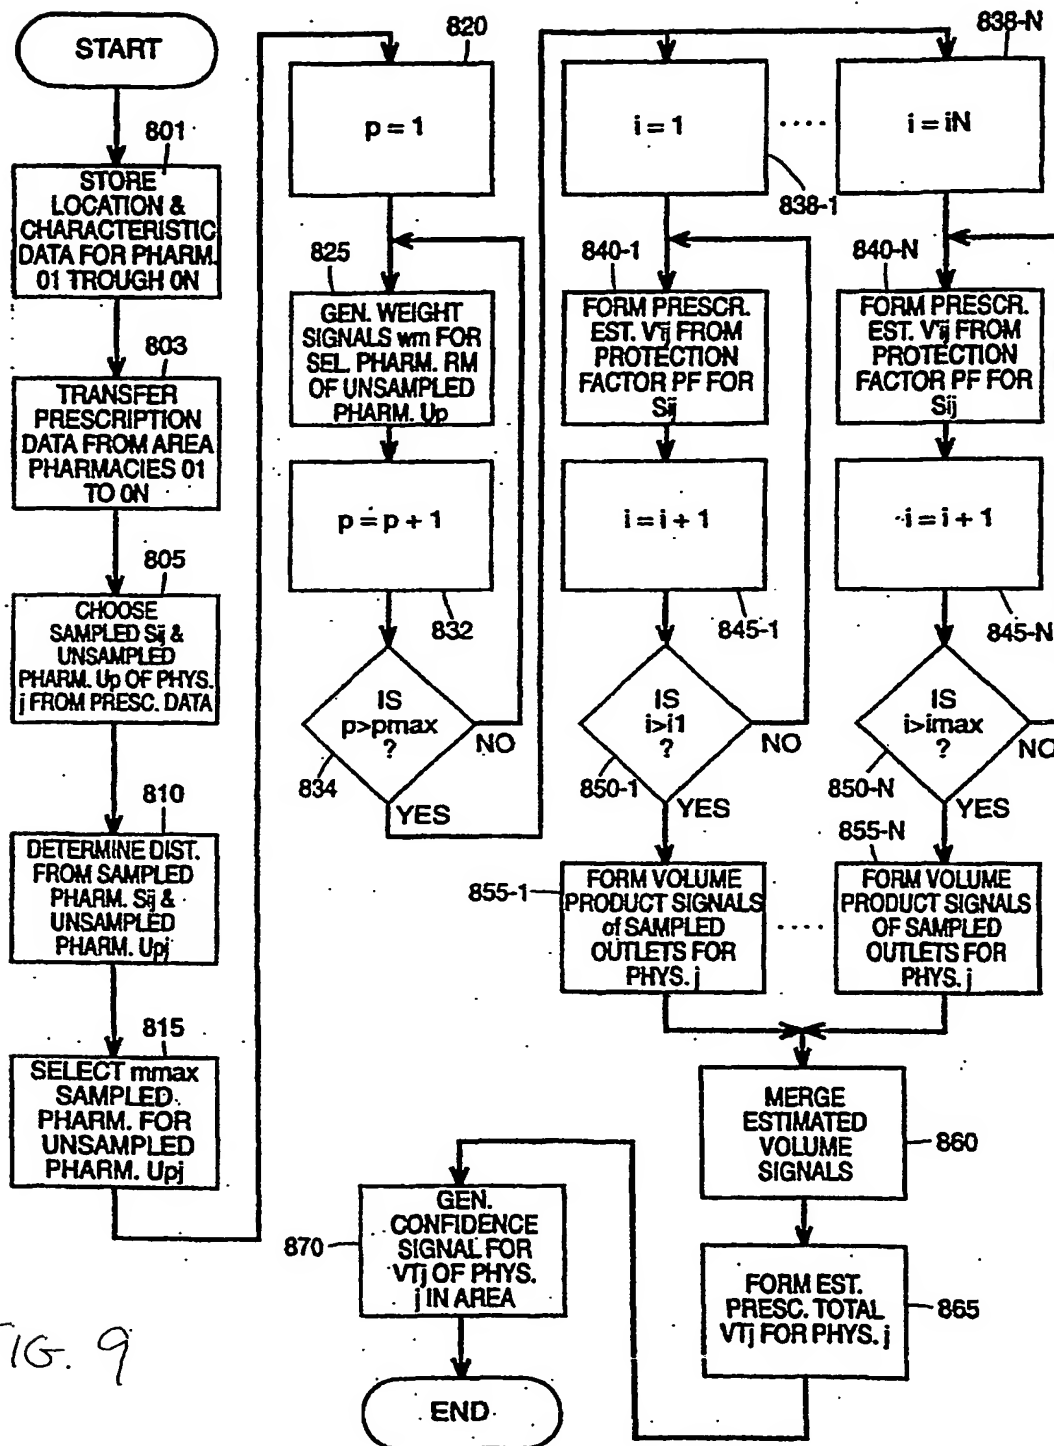 START
801
STORE
LOCATION &
CHARACTERISTIC
DATA FOR PHARM.
01 TROUGH 0N
803
TRANSFER
PRESCRIPTION
DATA FROM AREA
PHARMACIES 01
TO 0N
805
CHOOSE
SAMPLED Sij &
UNSAMPLED
PHARM. Up OF PHYS.
j FROM PRESC. DATA
810
DETERMINE DIST.
FROM SAMPLED
PHARM. Sij &
UNSAMPLED
PHARM. Upj
815
SELECT mmax
SAMPLED
PHARM. FOR
UNSAMPLED
PHARM. Upj
820
p = 1
825
GEN. WEIGHT
SIGNALS wm FOR
SEL. PHARM. RM
OF UNSAMPLED
PHARM. Up
p = p + 1
832
IS
p>pmax
?
NO
834
YES
i = 1
838-1
840-1
FORM PRESCR.
EST. VTij FROM
PROTECTION
FACTOR PF FOR
Sij
i = i + 1
845-1
IS
i>i1
?
NO
850-1
YES
855-1
FORM VOLUME
PRODUCT SIGNALS
of SAMPLED
OUTLETS FOR
PHYS. j
....
838-N
i = iN
840-N
FORM PRESCR.
EST. V'ij FROM
PROTECTION
FACTOR PF FOR
Sij
i = i + 1
845-N
IS
i>imax
?
NO
850-N
YES
855-N
FORM VOLUME
PRODUCT SIGNALS
OF SAMPLED
OUTLETS FOR
PHYS. j
....
MERGE
ESTIMATED
VOLUME
SIGNALS
860
FORM EST.
PRESC. TOTAL
VTj FOR PHYS. j
865
GEN.
CONFIDENCE
SIGNAL FOR
VTj OF PHYS.
j IN AREA
870
END
FIG. 9